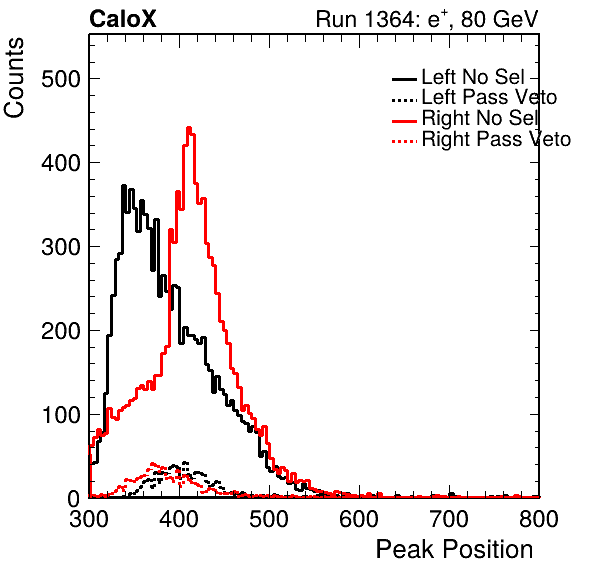 CaloX Run 1364: e+, 80 GeV
Counts
500
400
300
200
100
0
Left No Sel
Left Pass Veto
Right No Sel
Right Pass Veto
300 400 500 600 700 800
Peak Position